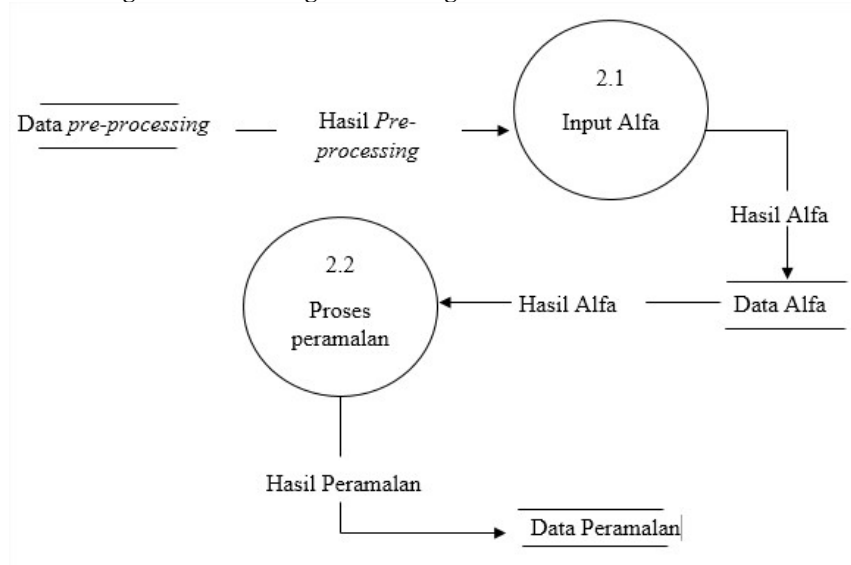 2.1
Input Alfa
Data pre-processing
Hasil Pre-
processing
Hasil Alfa
2.2
Proses
peramalan
Hasil Alfa
Data Alfa
Hasil Peramalan
Data Peramalan